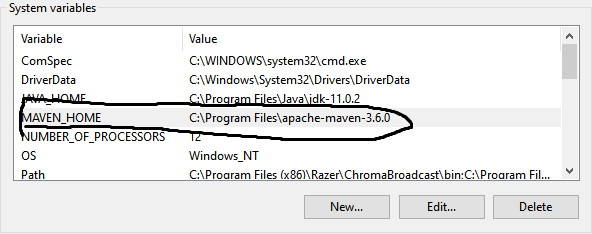 System variables
Variable Value
ComSpec C:\WINDOWS\system32\cmd.exe
DriverData C:\Windows\System32\Drivers\DriverData
JAVA_HOME C:\Program Files\Java\jdk-11.0.2
MAVEN_HOME C:\Program Files\apache-maven-3.6.0
NUMBER_OF_PROCESSORS 12
OS Windows_NT
Path C:\Program Files (x86)\Razer\ChromaBroadcast\bin;C:\Program Fil...
New... Edit... Delete